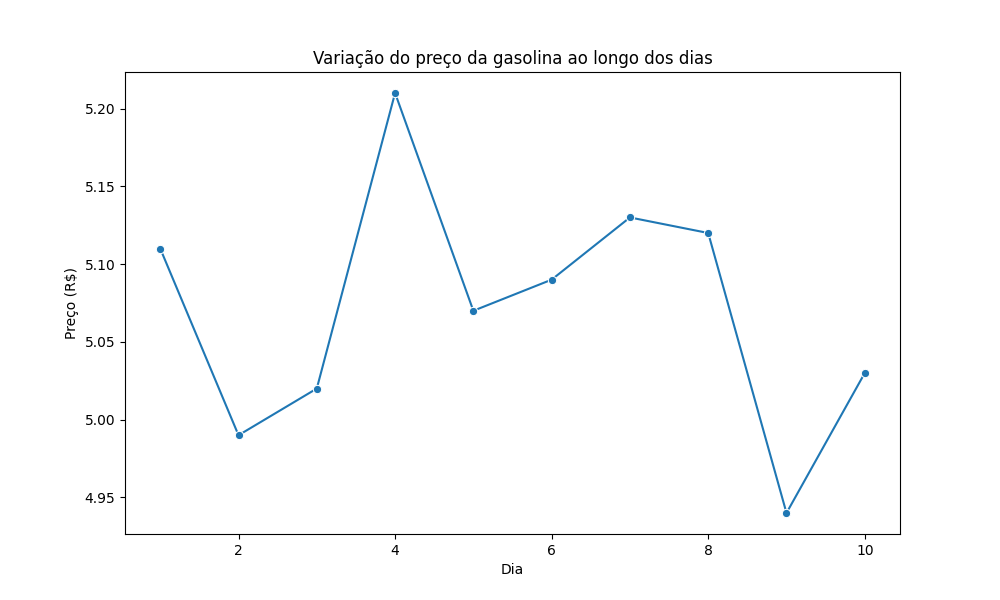 Variação do preço da gasolina ao longo dos dias
Preço (R$)
5.20
5.15
5.10
5.05
5.00
4.95
2 4 6 8 10
Dia